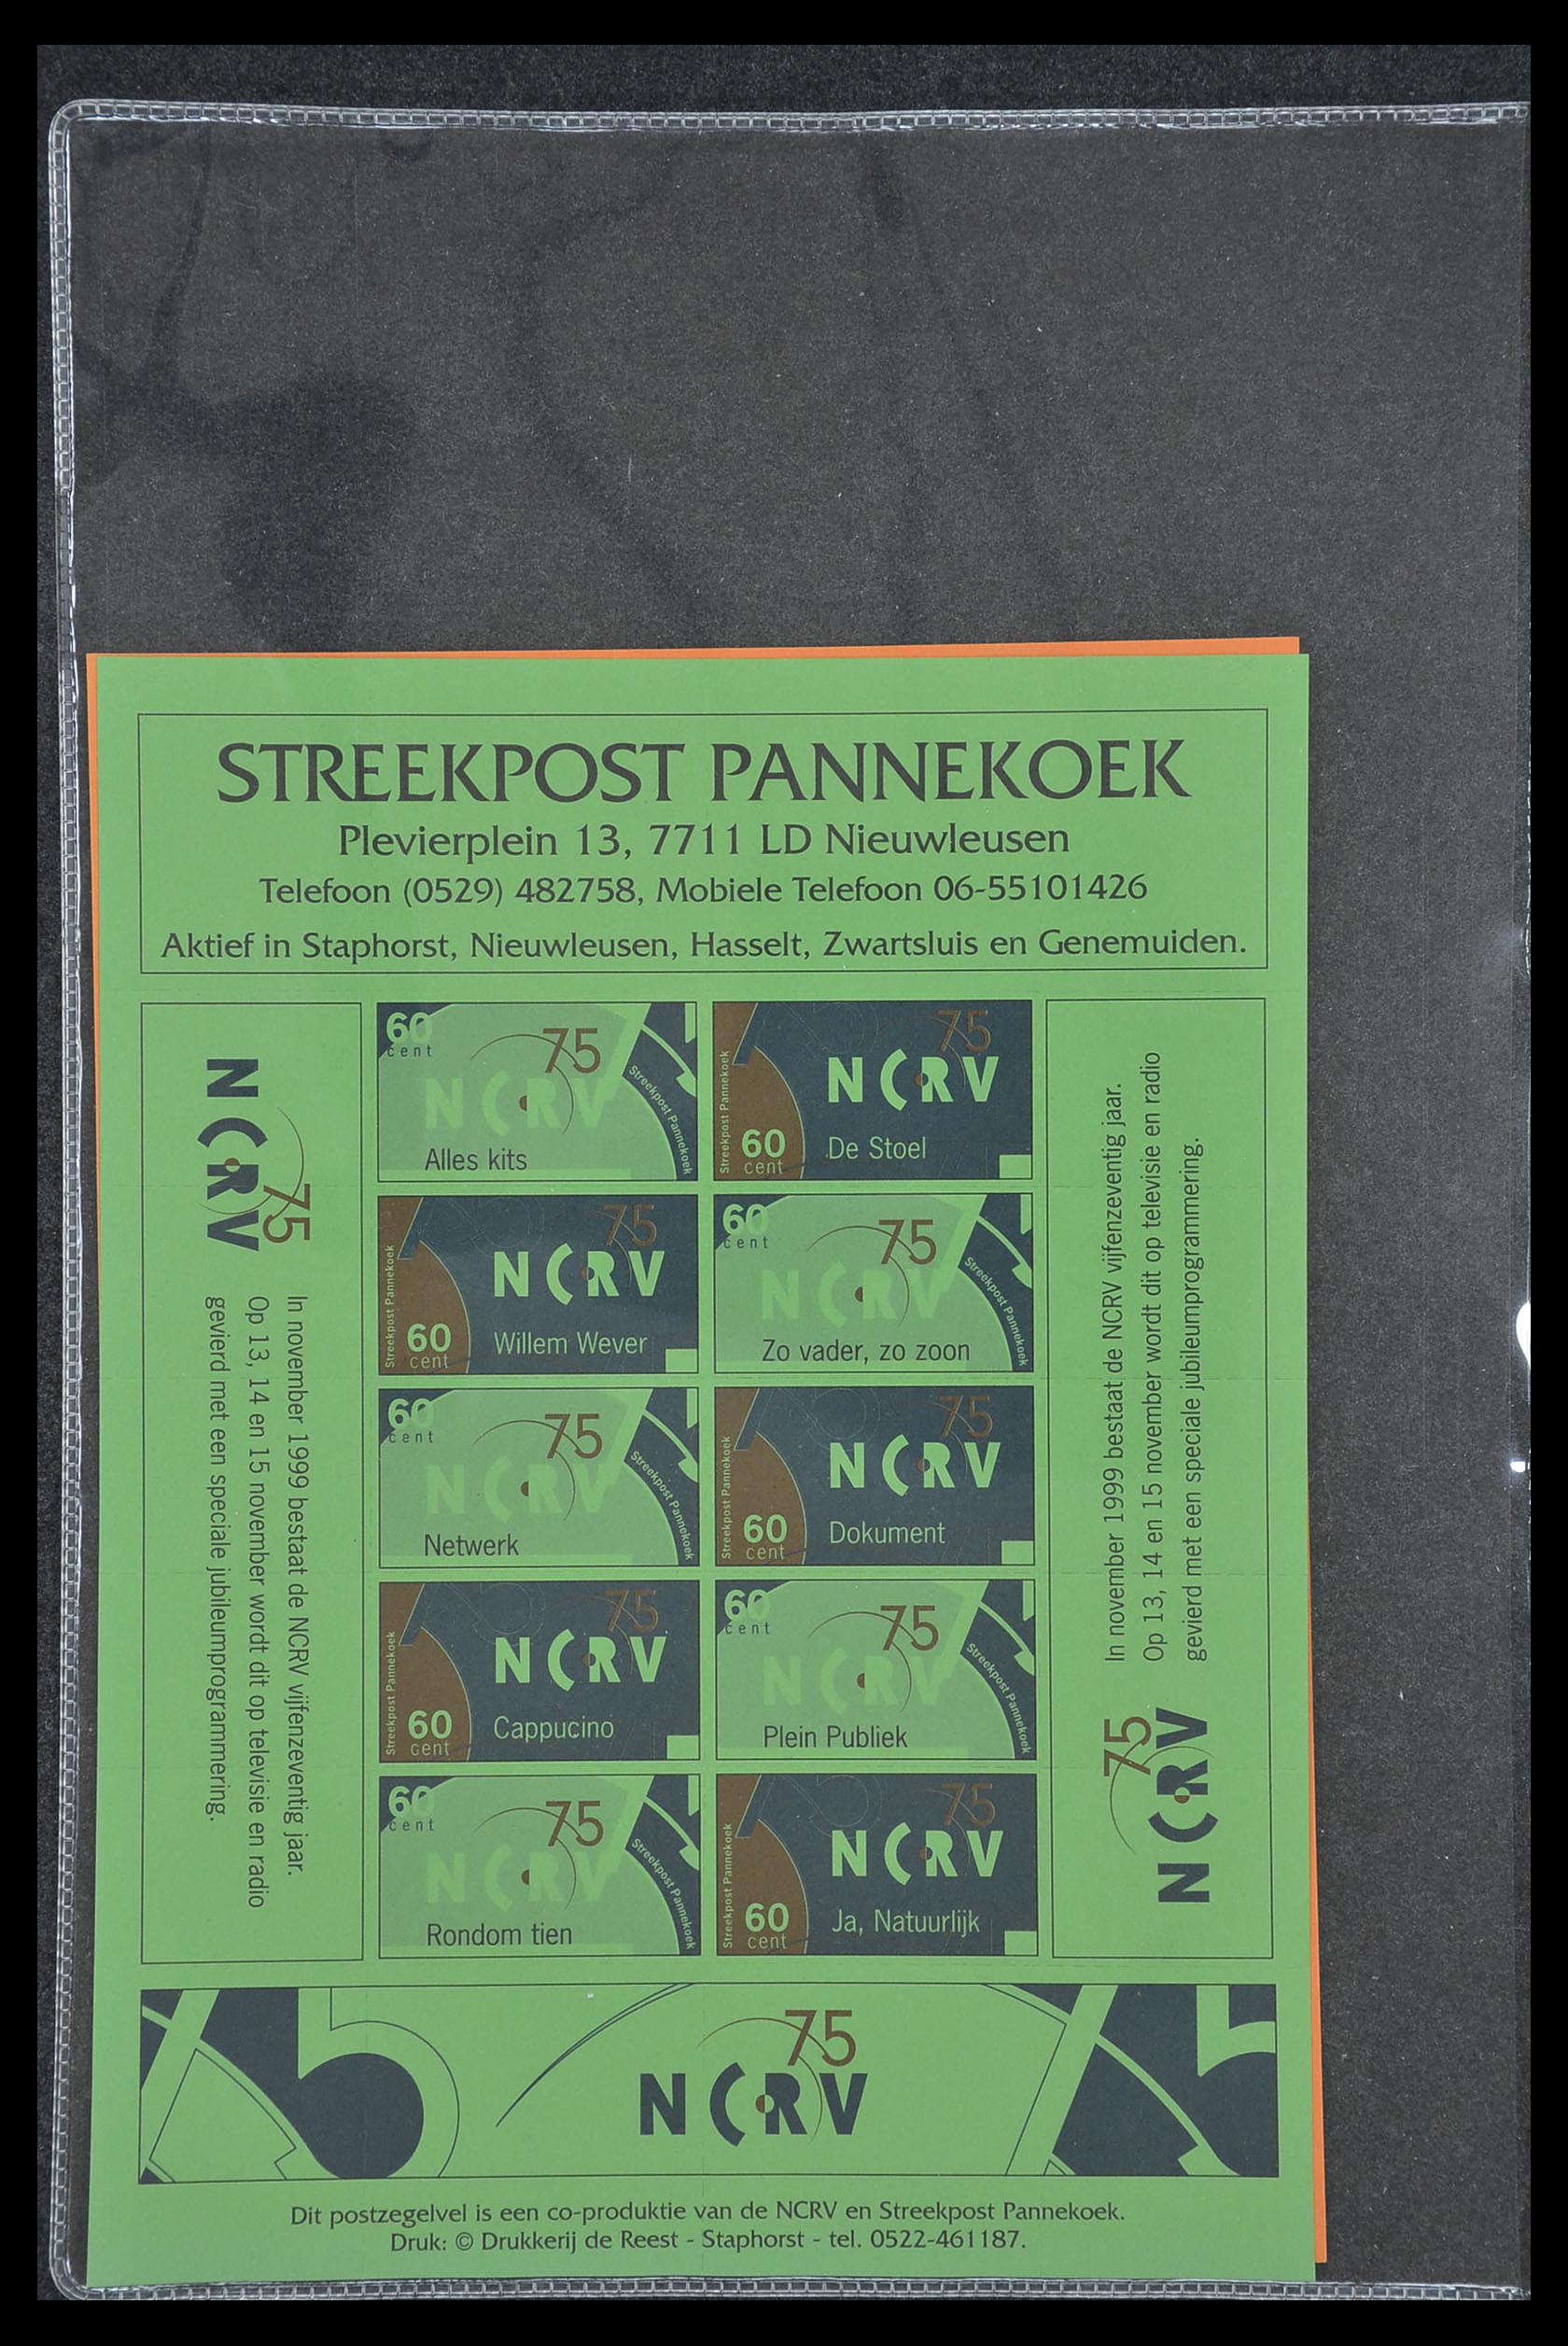 STREEKPOST PANNEKOEK
Plevierplein 13, 7711 LD Nieuwleusen
Telefoon (0529) 482758, Mobiele Telefoon 06-55101426
Aktief in Staphorst, Nieuwleusen, Hasselt, Zwartsluis en Genemuiden.
NCRV
75
In november 1999 bestaat de NCRV vijfenzeventig jaar.
Op 13, 14 en 15 november wordt dit op televisie en radio
gevierd met een speciale jubileumprogrammering.
60
cent
75
NCRV
Streekpost Pannekoek
Alles kits
75
NCRV
Streekpost Pannekoek
60
cent
De Stoel
75
NCRV
Streekpost Pannekoek
60
cent
Willem Wever
60
cent
75
NCRV
Streekpost Pannekoek
Zo vader, zo zoon
60
cent
75
NCRV
Streekpost Pannekoek
Netwerk
75
NCRV
Streekpost Pannekoek
60
cent
Dokument
75
NCRV
Streekpost Pannekoek
60
cent
Cappucino
60
cent
75
NCRV
Streekpost Pannekoek
Plein Publiek
60
cent
75
NCRV
Streekpost Pannekoek
Rondom tien
75
NCRV
Streekpost Pannekoek
60
cent
Ja, Natuurlijk
In november 1999 bestaat de NCRV vijfenzeventig jaar.
Op 13, 14 en 15 november wordt dit op televisie en radio
gevierd met een speciale jubileumprogrammering.
75
NCRV
75
NCRV
Dit postzegelvel is een co-produktie van de NCRV en Streekpost Pannekoek.
Druk: © Drukkerij de Reest - Staphorst - tel. 0522-461187.